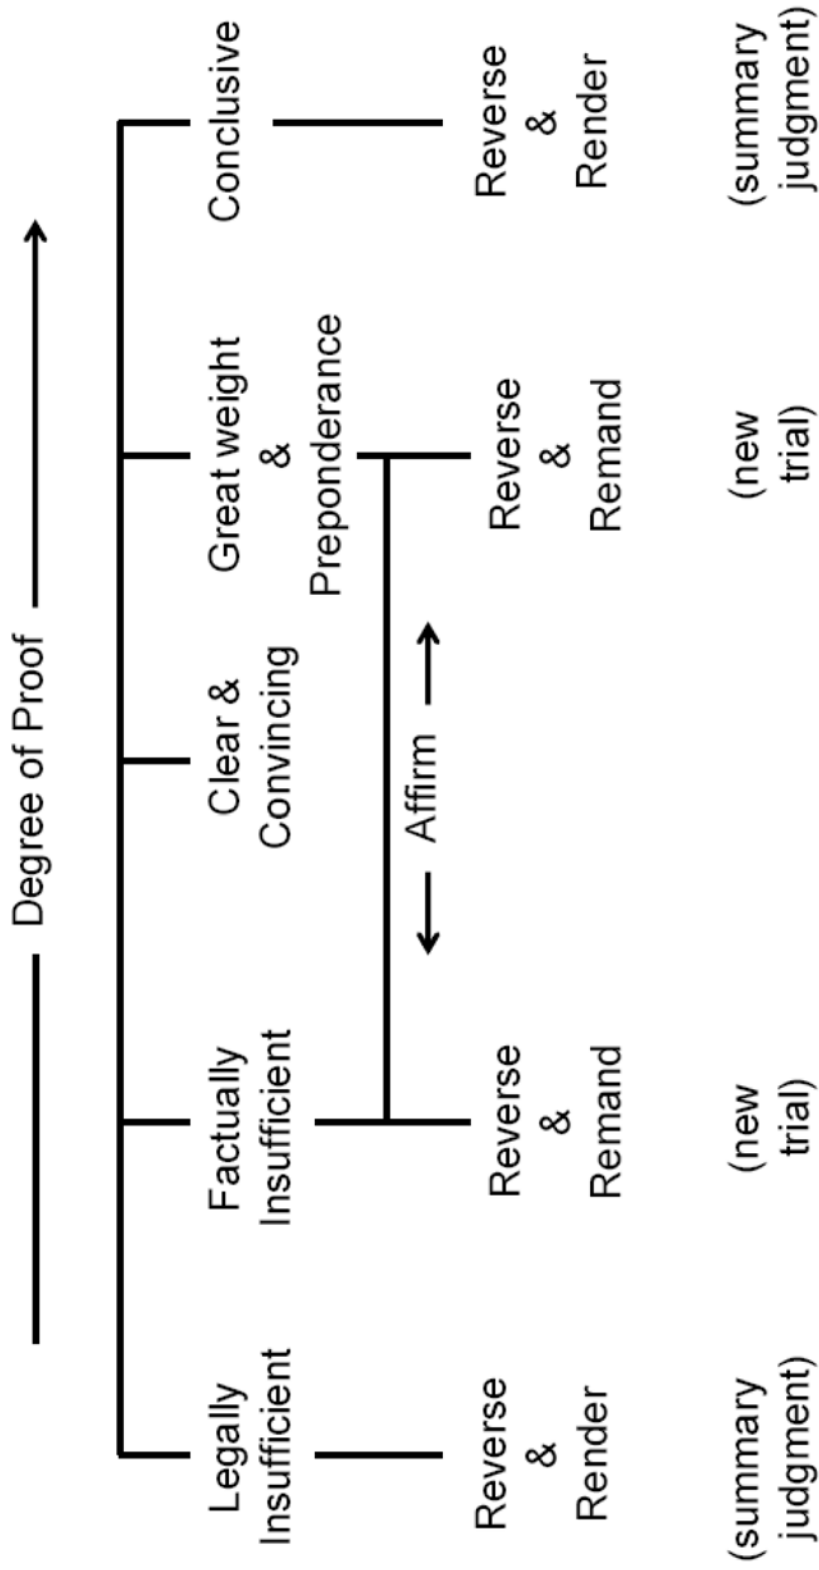 Degree of Proof
Legally
Insufficient
Factually
Insufficient
Clear &
Convincing
Great weight
&
Preponderance
Conclusive
Affirm
Reverse
&
Render
Reverse
&
Remand
Reverse
&
Remand
Reverse
&
Render
(summary
judgment)
(new
trial)
(new
trial)
(summary
judgment)